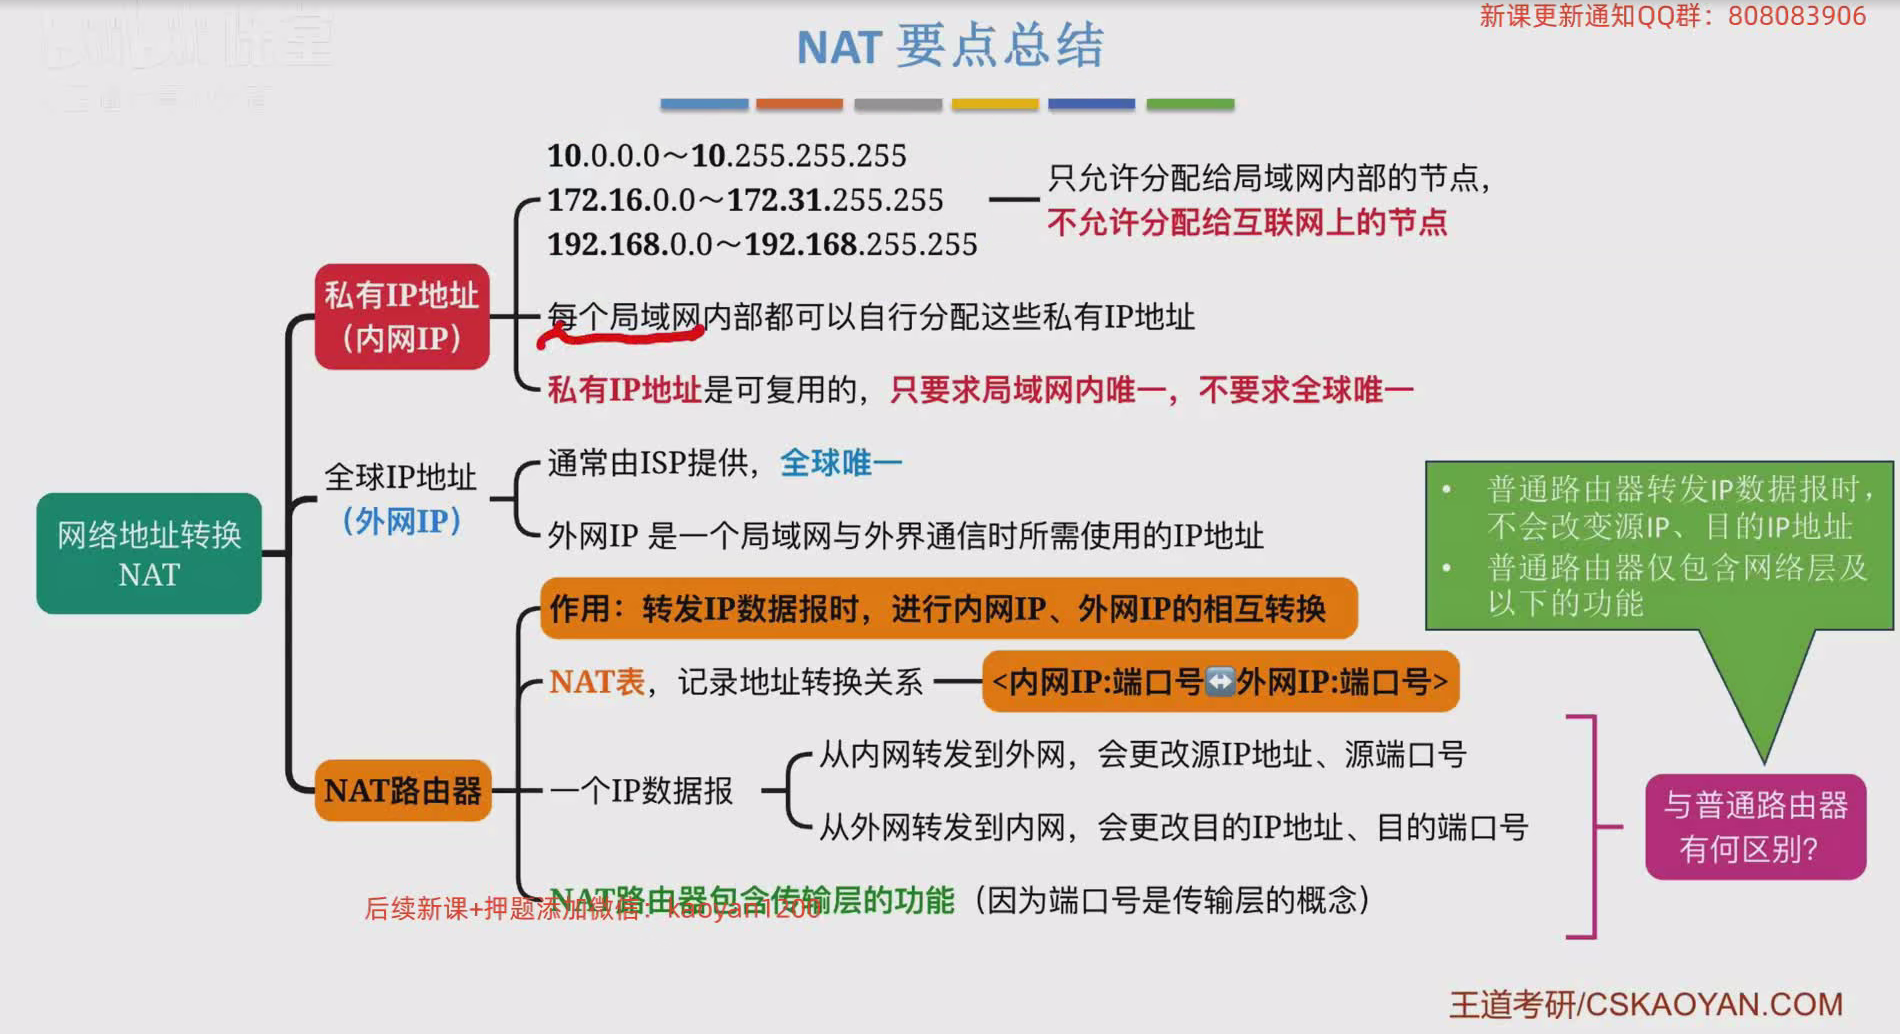 新课更新通知QQ群：808083906
NAT 要点总结
10.0.0.0～10.255.255.255
172.16.0.0～172.31.255.255
192.168.0.0～192.168.255.255
只允许分配给局域网内部的节点，
不允许分配给互联网上的节点
私有IP地址
（内网IP）
每个局域网内部都可以自行分配这些私有IP地址
私有IP地址是可复用的，只要求局域网内唯一，不要求全球唯一
全球IP地址
（外网IP）
通常由ISP提供，全球唯一
外网IP 是一个局域网与外界通信时所需使用的IP地址
网络地址转换
NAT
作用：转发IP数据报时，进行内网IP、外网IP的相互转换
NAT表，记录地址转换关系
<内网IP:端口号↔外网IP:端口号>
NAT路由器
一个IP数据报
从内网转发到外网，会更改源IP地址、源端口号
从外网转发到内网，会更改目的IP地址、目的端口号
NAT路由器包含传输层的功能（因为端口号是传输层的概念）
后续新课+押题添加微信：kaoyan1200
• 普通路由器转发IP数据报时，
不会改变源IP、目的IP地址
• 普通路由器仅包含网络层及
以下的功能
与普通路由器
有何区别？
王道考研/CSKAOYAN.COM